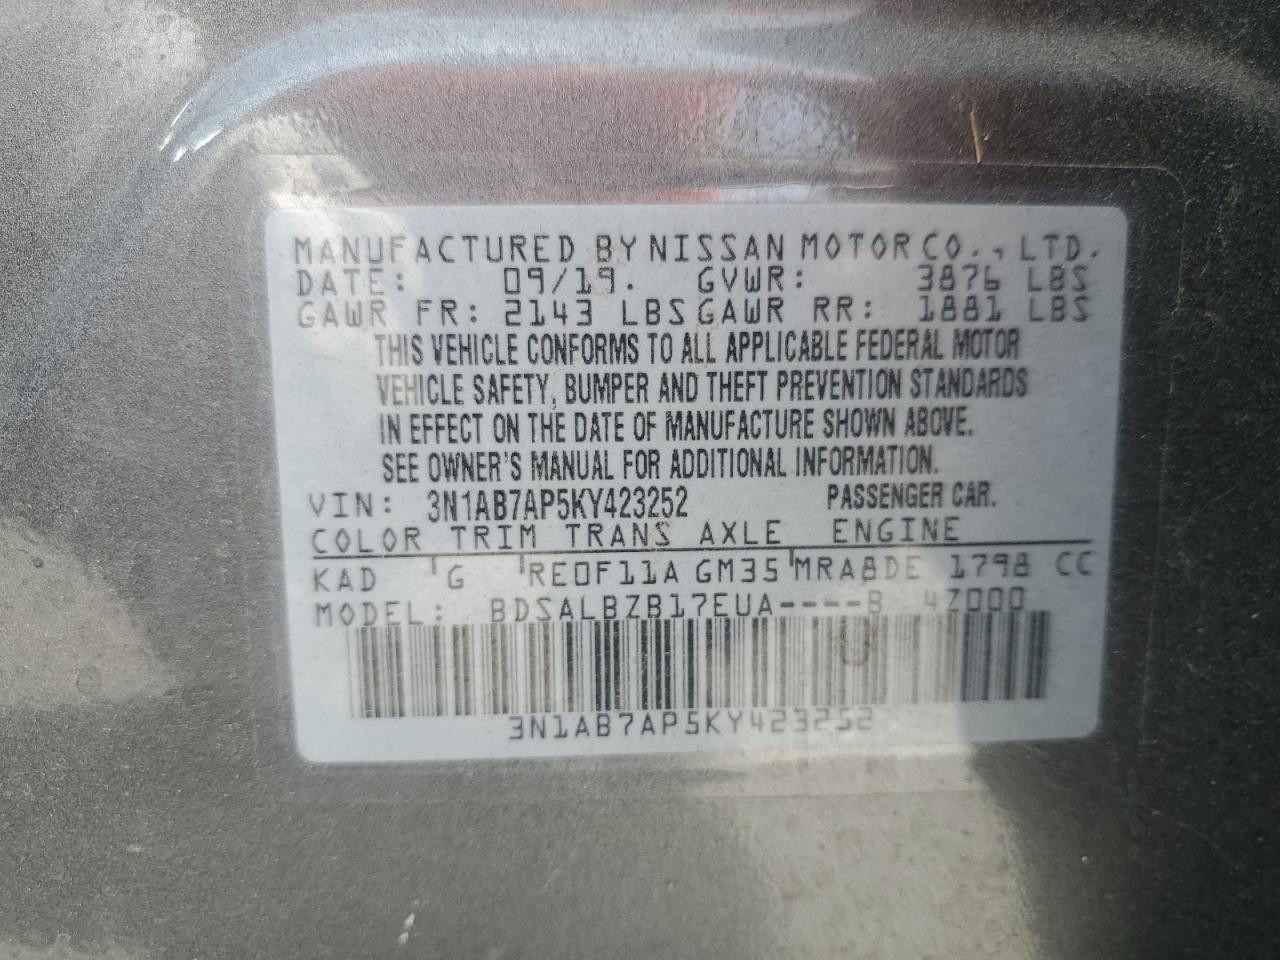 MANUFACTURED BY NISSAN MOTOR CO., LTD.
DATE: 09/19. GVWR: 3876 LBS
GAWR FR: 2143 LBS GAWR RR: 1881 LBS
THIS VEHICLE CONFORMS TO ALL APPLICABLE FEDERAL MOTOR
VEHICLE SAFETY, BUMPER AND THEFT PREVENTION STANDARDS
IN EFFECT ON THE DATE OF MANUFACTURE SHOWN ABOVE.
SEE OWNER'S MANUAL FOR ADDITIONAL INFORMATION.
VIN: 3N1AB7AP5KY423252 PASSENGER CAR.
COLOR TRIM TRANS AXLE ENGINE
KAD G RE0F11A GM35 MRA8DE 1798 CC
MODEL: BDSALBZB17EUA----B 4Z000
U
3N1AB7AP5KY423252